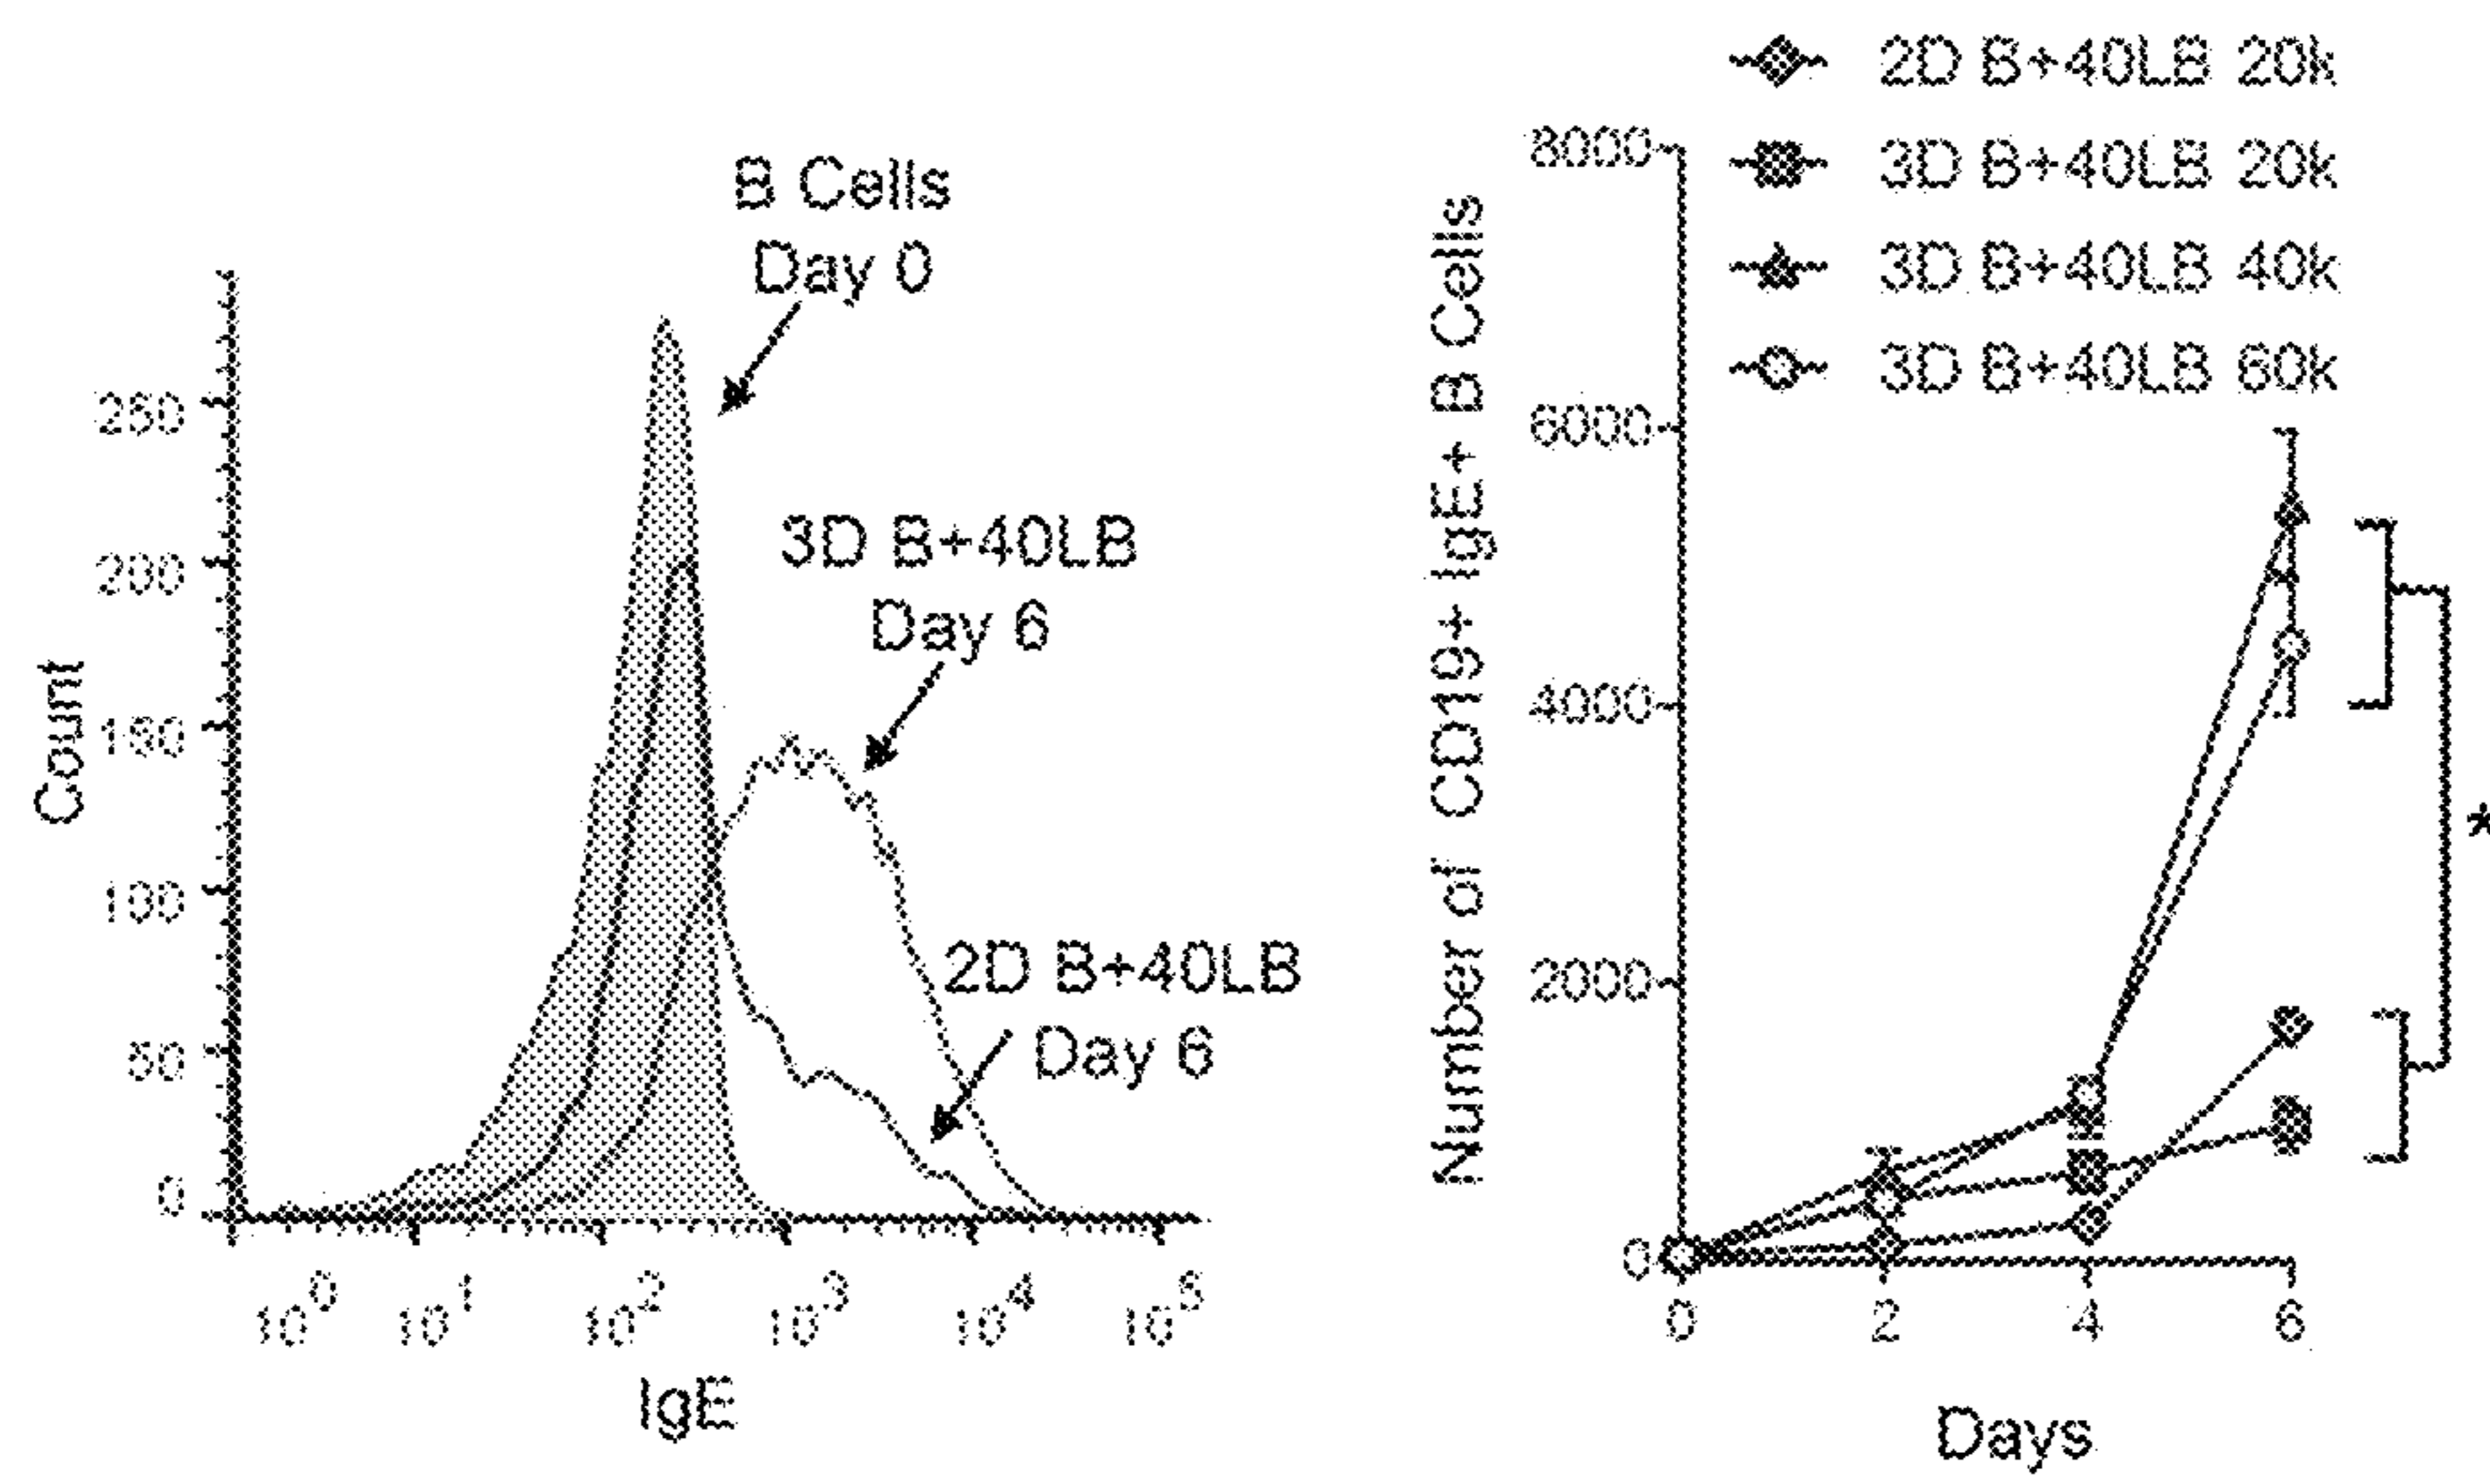 B Cells
Day 0
3D B+40LB
Day 6
2D B+40LB
Day 6
Count
250
200
150
100
50
0
10^0 10^1 10^2 10^3 10^4 10^5
IgE
2D B+40LB 20k
3D B+40LB 20k
3D B+40LB 40k
3D B+40LB 60k
Number of CD19+ IgE+ B Cells
8000
6000
4000
2000
0
0 2 4 6
Days
*